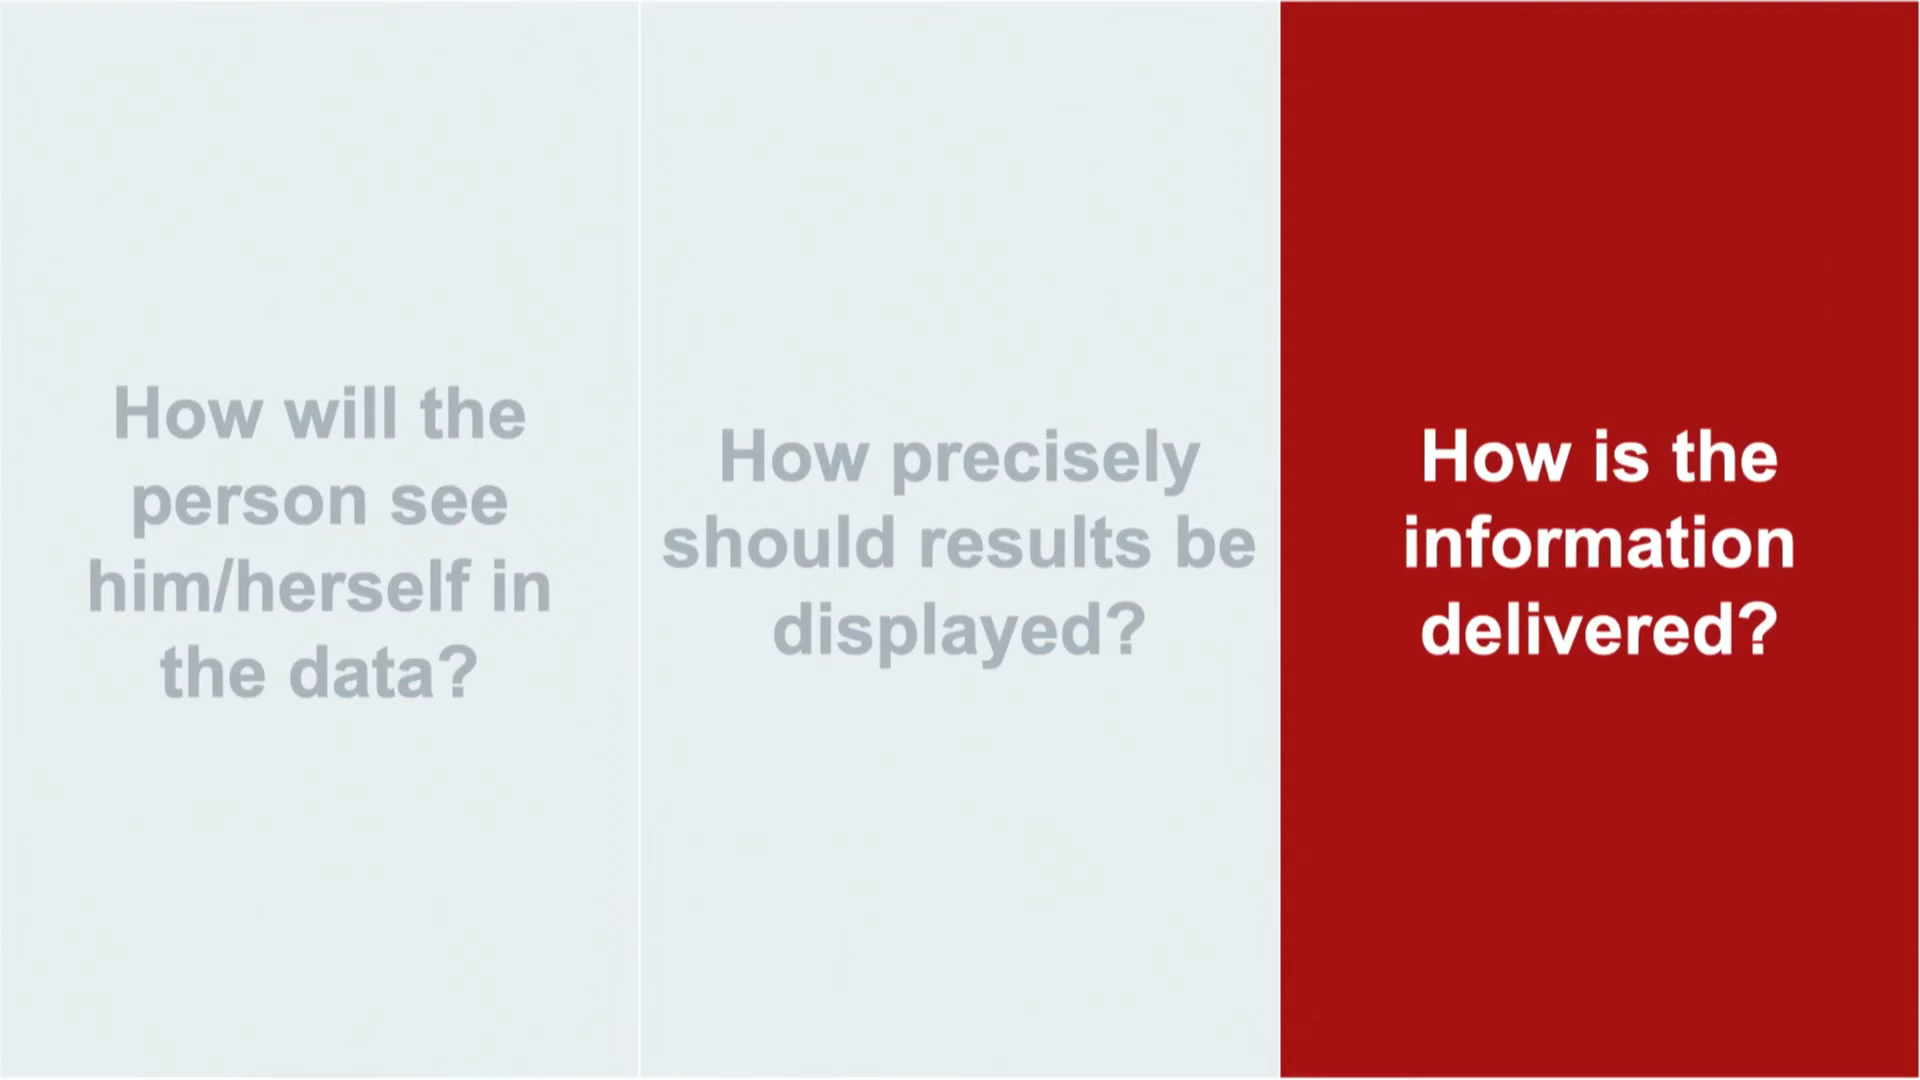 How will the
person see
him/herself in
the data?
How precisely
should results be
displayed?
How is the
information
delivered?